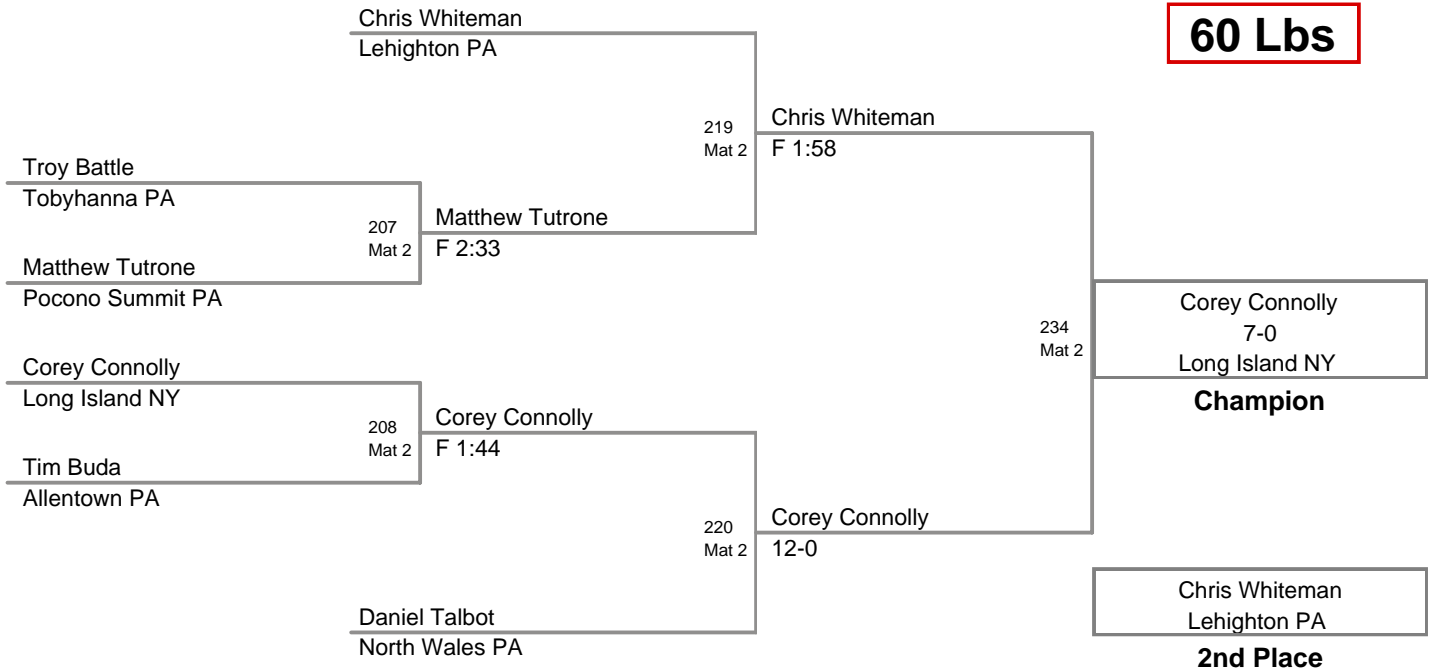 Chris Whiteman
Lehighton PA
60 Lbs
219
Mat 2
Chris Whiteman
F 1:58
Troy Battle
Tobyhanna PA
207
Mat 2
Matthew Tutrone
F 2:33
Matthew Tutrone
Pocono Summit PA
234
Mat 2
Corey Connolly
7-0
Long Island NY
Champion
Corey Connolly
Long Island NY
208
Mat 2
Corey Connolly
F 1:44
Tim Buda
Allentown PA
220
Mat 2
Corey Connolly
12-0
Daniel Talbot
North Wales PA
Chris Whiteman
Lehighton PA
2nd Place